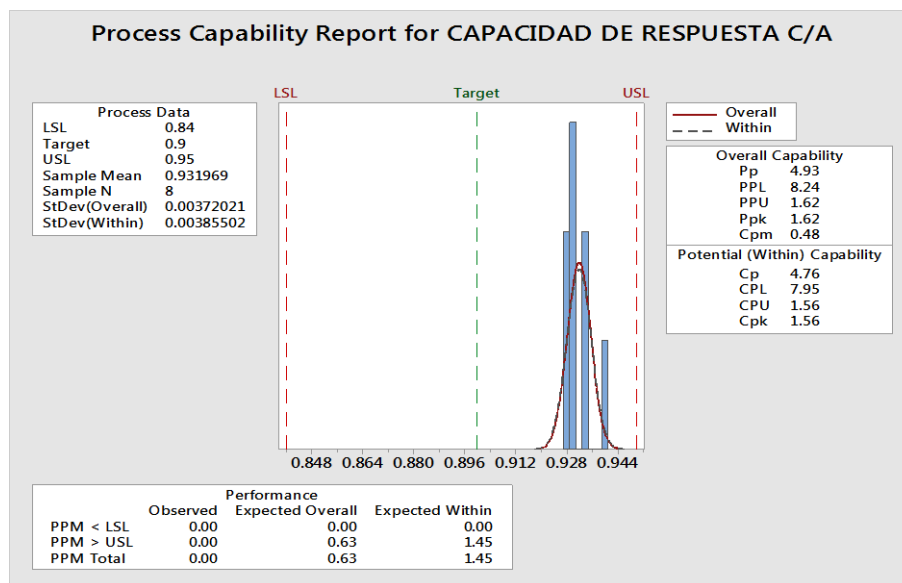 Process Capability Report for CAPACIDAD DE RESPUESTA C/A
LSL Target USL
Process Data
LSL 0.84
Target 0.9
USL 0.95
Sample Mean 0.931969
Sample N 8
StDev(Overall) 0.00372021
StDev(Within) 0.00385502
Overall
Within
Overall Capability
Pp 4.93
PPL 8.24
PPU 1.62
Ppk 1.62
Cpm 0.48
Potential (Within) Capability
Cp 4.76
CPL 7.95
CPU 1.56
Cpk 1.56
0.848 0.864 0.880 0.896 0.912 0.928 0.944
Performance
Observed Expected Overall Expected Within
PPM < LSL 0.00 0.00 0.00
PPM > USL 0.00 0.63 1.45
PPM Total 0.00 0.63 1.45